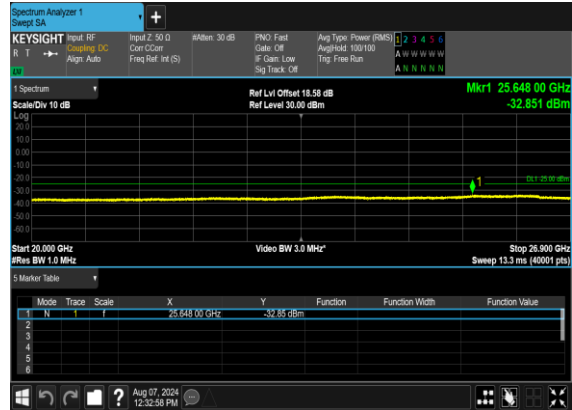 Spectrum Analyzer 1
Swept SA
+
KEYSIGHT Input: RF Input Z: 50 Ω #Atten: 30 dB PNO: Fast Avg Type: Power (RMS) 1 2 3 4 5 6
R T Coupling: DC Corr CCorr Gate: Off Avg|Hold: 100/100 A W W W W W
Align: Auto Freq Ref: Int (S) IF Gain: Low Trig: Free Run
Sig Track: Off A N N N N N
1 Spectrum Ref Lvl Offset 18.58 dB Mkr1 25.648 00 GHz
Scale/Div 10 dB Ref Level 30.00 dBm -32.851 dBm
Log
20.0
10.0
0.00
-10.0
-20.0 1 DL1 -25.00 dBm
-30.0
-40.0
-50.0
-60.0
Start 20.000 GHz Video BW 3.0 MHz* Stop 26.900 GHz
#Res BW 1.0 MHz Sweep 13.3 ms (40001 pts)
5 Marker Table
Mode Trace Scale X Y Function Function Width Function Value
1 N 1 f 25.648 00 GHz -32.85 dBm
2
3
4
5
6
? Aug 07, 2024
12:32:58 PM